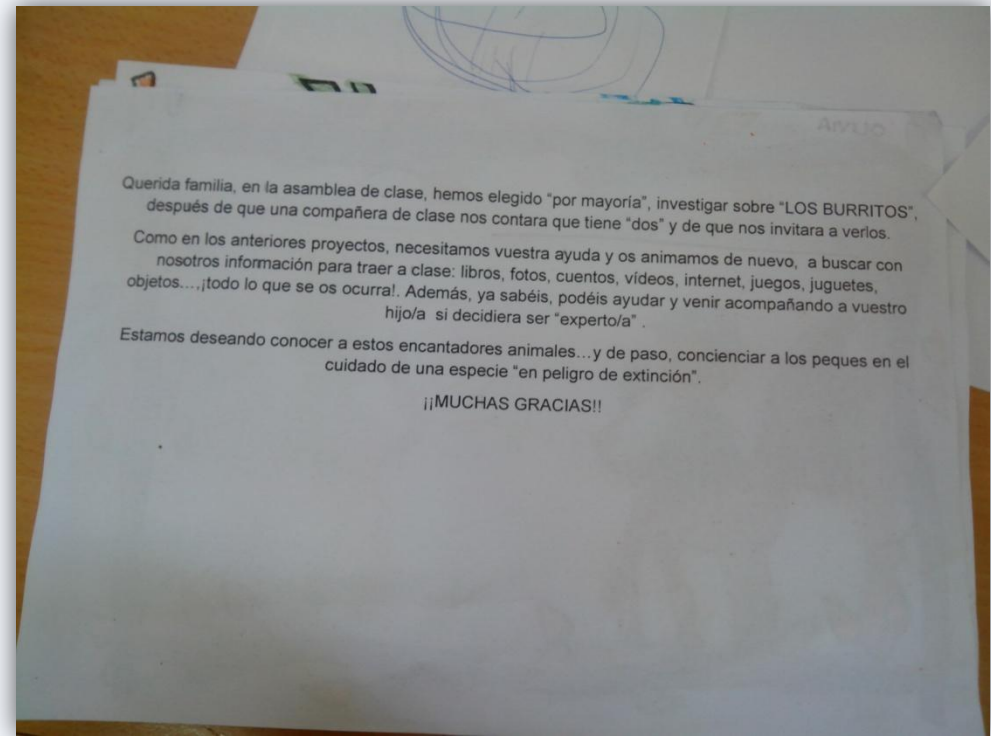 Querida familia, en la asamblea de clase, hemos elegido “por mayoría”, investigar sobre “LOS BURRITOS”,
después de que una compañera de clase nos contara que tiene “dos” y de que nos invitara a verlos.
Como en los anteriores proyectos, necesitamos vuestra ayuda y os animamos de nuevo, a buscar con
nosotros información para traer a clase: libros, fotos, cuentos, vídeos, internet, juegos, juguetes,
objetos....¡todo lo que se os ocurra!. Además, ya sabéis, podéis ayudar y venir acompañando a vuestro
hijo/a si decidiera ser “experto/a” .
Estamos deseando conocer a estos encantadores animales...y de paso, concienciar a los peques en el
cuidado de una especie “en peligro de extinción”.
¡¡MUCHAS GRACIAS!!